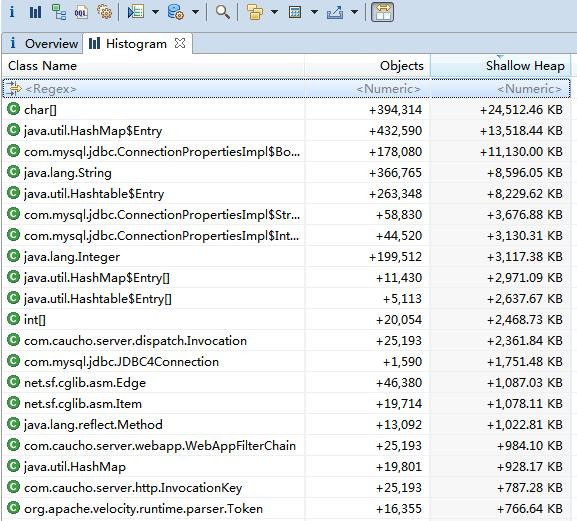 i OQL
i Overview Histogram
Class Name Objects Shallow Heap
<Regex> <Numeric> <Numeric>
char[] +394,314 +24,512.46 KB
java.util.HashMap$Entry +432,590 +13,518.44 KB
com.mysql.jdbc.ConnectionPropertiesImpl$Bo... +178,080 +11,130.00 KB
java.lang.String +366,765 +8,596.05 KB
java.util.Hashtable$Entry +263,348 +8,229.62 KB
com.mysql.jdbc.ConnectionPropertiesImpl$Str... +58,830 +3,676.88 KB
com.mysql.jdbc.ConnectionPropertiesImpl$Int... +44,520 +3,130.31 KB
java.lang.Integer +199,512 +3,117.38 KB
java.util.HashMap$Entry[] +11,430 +2,971.09 KB
java.util.Hashtable$Entry[] +5,113 +2,637.67 KB
int[] +20,054 +2,468.73 KB
com.caucho.server.dispatch.Invocation +25,193 +2,361.84 KB
com.mysql.jdbc.JDBC4Connection +1,590 +1,751.48 KB
net.sf.cglib.asm.Edge +46,380 +1,087.03 KB
net.sf.cglib.asm.Item +19,714 +1,078.11 KB
java.lang.reflect.Method +13,092 +1,022.81 KB
com.caucho.server.webapp.WebAppFilterChain +25,193 +984.10 KB
java.util.HashMap +19,801 +928.17 KB
com.caucho.server.http.InvocationKey +25,193 +787.28 KB
org.apache.velocity.runtime.parser.Token +16,355 +766.64 KB